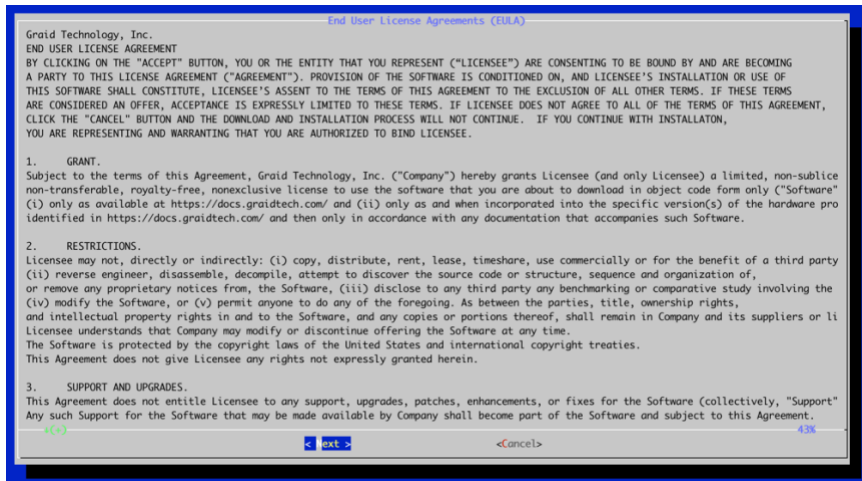 End User License Agreements (EULA)
Graid Technology, Inc.
END USER LICENSE AGREEMENT
BY CLICKING ON THE "ACCEPT" BUTTON, YOU OR THE ENTITY THAT YOU REPRESENT (“LICENSEE”) ARE CONSENTING TO BE BOUND BY AND ARE BECOMING
A PARTY TO THIS LICENSE AGREEMENT ("AGREEMENT"). PROVISION OF THE SOFTWARE IS CONDITIONED ON, AND LICENSEE'S INSTALLATION OR USE OF
THIS SOFTWARE SHALL CONSTITUTE, LICENSEE'S ASSENT TO THE TERMS OF THIS AGREEMENT TO THE EXCLUSION OF ALL OTHER TERMS. IF THESE TERMS
ARE CONSIDERED AN OFFER, ACCEPTANCE IS EXPRESSLY LIMITED TO THESE TERMS. IF LICENSEE DOES NOT AGREE TO ALL OF THE TERMS OF THIS AGREEMENT,
CLICK THE "CANCEL" BUTTON AND THE DOWNLOAD AND INSTALLATION PROCESS WILL NOT CONTINUE.  IF YOU CONTINUE WITH INSTALLATON,
YOU ARE REPRESENTING AND WARRANTING THAT YOU ARE AUTHORIZED TO BIND LICENSEE.
1. GRANT.
Subject to the terms of this Agreement, Graid Technology, Inc. ("Company") hereby grants Licensee (and only Licensee) a limited, non-sublice
non-transferable, royalty-free, nonexclusive license to use the software that you are about to download in object code form only ("Software"
(i) only as available at https://docs.graidtech.com/ and (ii) only as and when incorporated into the specific version(s) of the hardware pro
identified in https://docs.graidtech.com/ and then only in accordance with any documentation that accompanies such Software.
2. RESTRICTIONS.
Licensee may not, directly or indirectly: (i) copy, distribute, rent, lease, timeshare, use commercially or for the benefit of a third party
(ii) reverse engineer, disassemble, decompile, attempt to discover the source code or structure, sequence and organization of,
or remove any proprietary notices from, the Software, (iii) disclose to any third party any benchmarking or comparative study involving the
(iv) modify the Software, or (v) permit anyone to do any of the foregoing. As between the parties, title, ownership rights,
and intellectual property rights in and to the Software, and any copies or portions thereof, shall remain in Company and its suppliers or li
Licensee understands that Company may modify or discontinue offering the Software at any time.
The Software is protected by the copyright laws of the United States and international copyright treaties.
This Agreement does not give Licensee any rights not expressly granted herein.
3. SUPPORT AND UPGRADES.
This Agreement does not entitle Licensee to any support, upgrades, patches, enhancements, or fixes for the Software (collectively, "Support"
Any such Support for the Software that may be made available by Company shall become part of the Software and subject to this Agreement.
+(+) 43%
< Next > <Cancel>